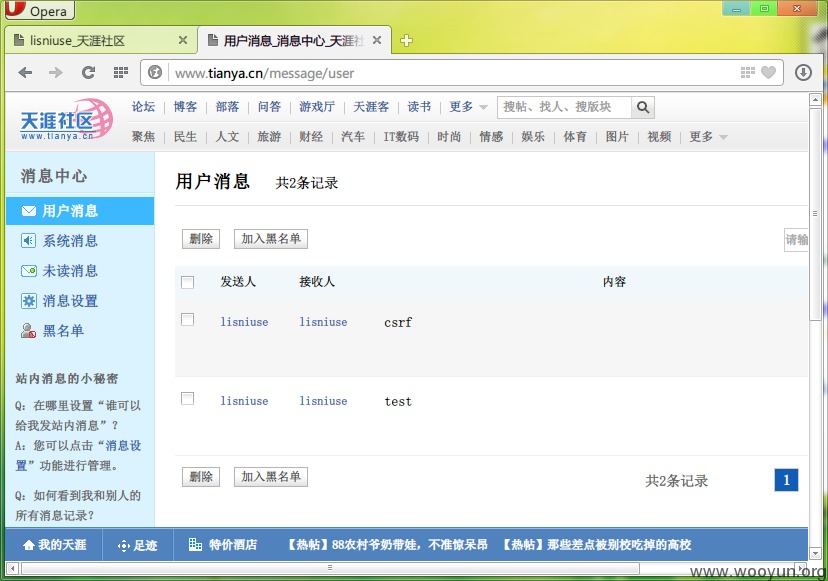 Opera
lisniuse_天涯社区
用户消息_消息中心_天涯社
www.tianya.cn/message/user
天涯社区
www.tianya.cn
论坛 博客 部落 问答 游戏厅 天涯客 读书 更多 搜帖、找人、搜版块
聚焦 民生 人文 旅游 财经 汽车 IT数码 时尚 情感 娱乐 体育 图片 视频 更多
消息中心
用户消息
系统消息
未读消息
消息设置
黑名单
站内消息的小秘密
Q：在哪里设置“谁可以
给我发站内消息”？
A：您可以点击“消息设
置”功能进行管理。
Q：如何看到我和别人的
所有消息记录？
用户消息 共2条记录
删除 加入黑名单 请输
发送人 接收人 内容
lisniuse lisniuse csrf
lisniuse lisniuse test
删除 加入黑名单 共2条记录 1
我的天涯 足迹 特价酒店 【热帖】88农村爷奶带娃，不准惊呆昂 【热帖】那些差点被别校吃掉的高校
www.wooyun.org